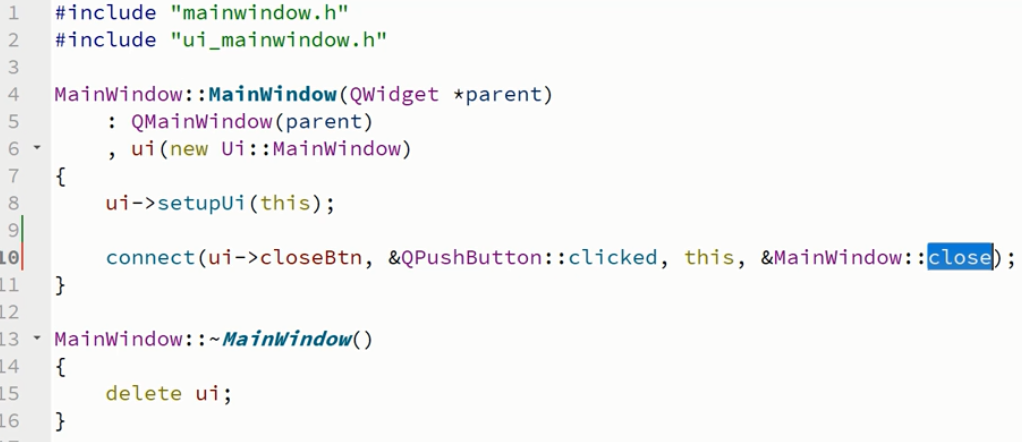 1 #include "mainwindow.h"
2 #include "ui_mainwindow.h"
3
4 MainWindow::MainWindow(QWidget *parent)
5     : QMainWindow(parent)
6     , ui(new Ui::MainWindow)
7 {
8     ui->setupUi(this);
9
10     connect(ui->closeBtn, &QPushButton::clicked, this, &MainWindow::close);
11 }
12
13 MainWindow::~MainWindow()
14 {
15     delete ui;
16 }